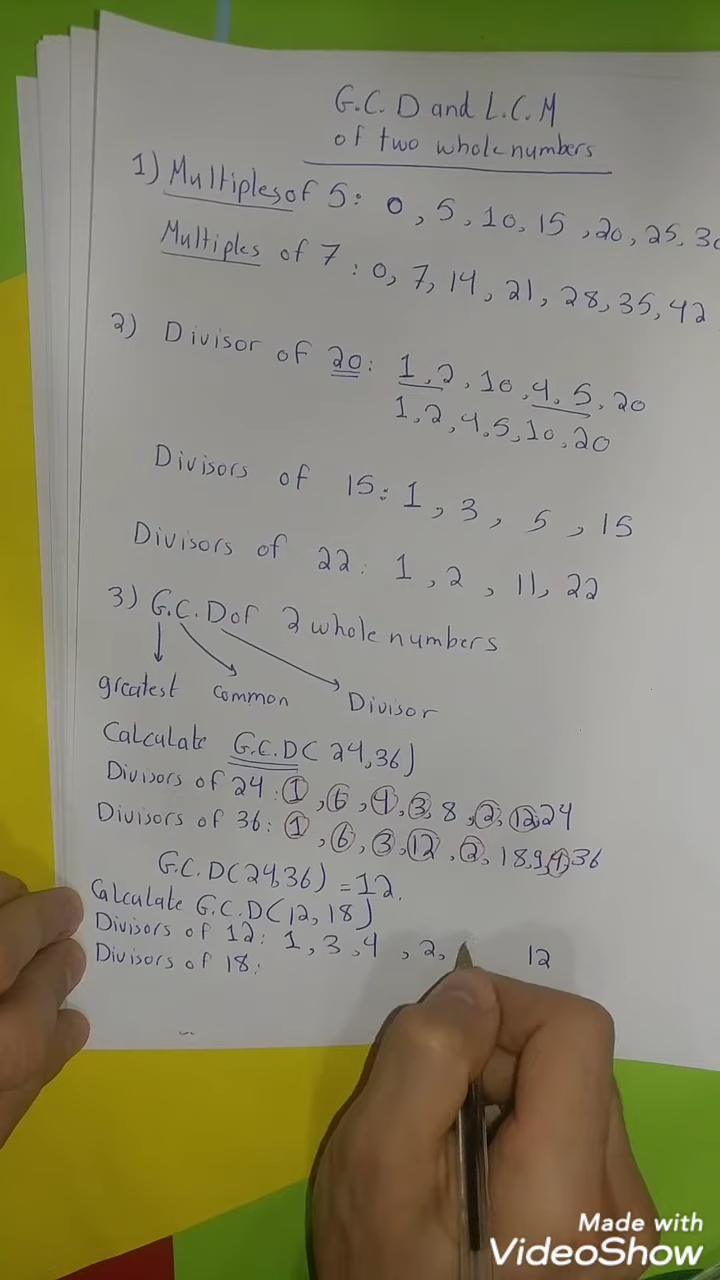 G.C.D and L.C.M
of two whole numbers
1) Multiples of 5: 0, 5, 10, 15, 20, 25, 30
Multiples of 7: 0, 7, 14, 21, 28, 35, 42
2) Divisor of 20: 1, 2, 10, 4, 5, 20
1, 2, 4, 5, 10, 20
Divisors of 15: 1, 3, 5, 15
Divisors of 22: 1, 2, 11, 22
3) G.C.D of 2 whole numbers
greatest common Divisor
Calculate G.C.D(24,36)
Divisors of 24: 1, 6, 4, 3, 8, 2, 12, 24
Divisors of 36: 1, 6, 3, 12, 2, 18, 9, 4, 36
G.C.D(24,36) = 12.
Calculate G.C.D(12, 18)
Divisors of 12: 1, 3, 4, 2, 12
Divisors of 18:
Made with
VideoShow